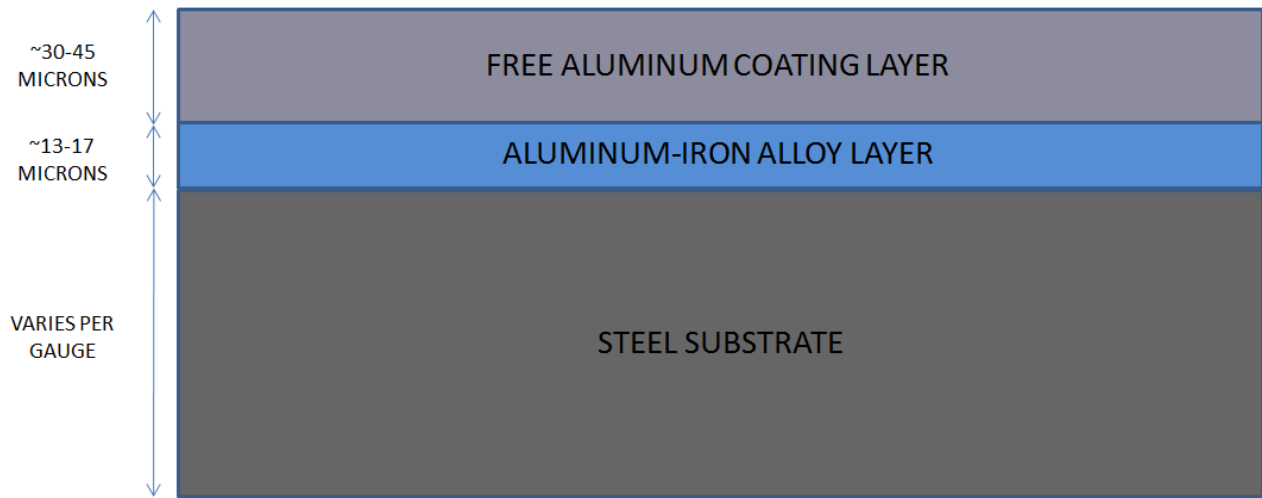 ~30-45
MICRONS
FREE ALUMINUM COATING LAYER
~13-17
MICRONS
ALUMINUM-IRON ALLOY LAYER
VARIES PER
GAUGE
STEEL SUBSTRATE